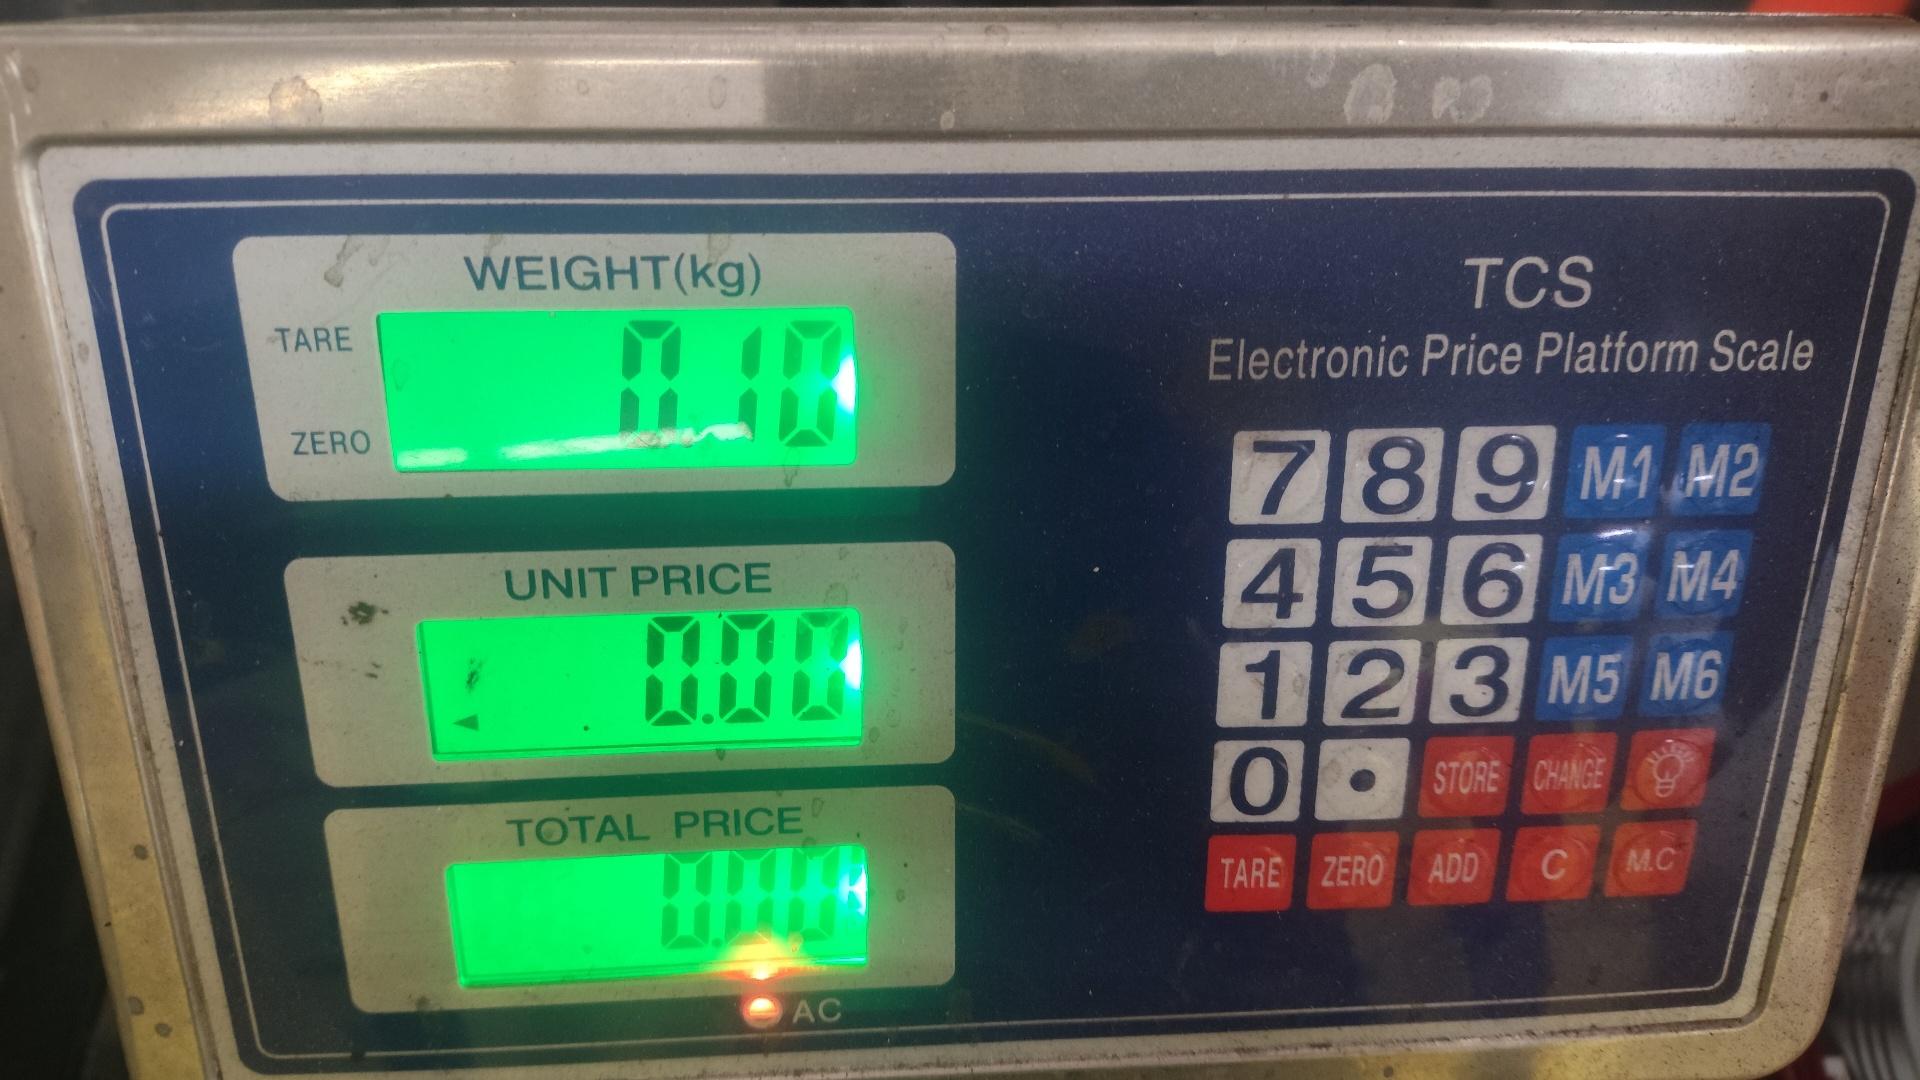 WEIGHT(kg)
TARE
0.10
ZERO
UNIT PRICE
0.00
TOTAL PRICE
0.00
AC
TCS
Electronic Price Platform Scale
7 8 9 M1 M2
4 5 6 M3 M4
1 2 3 M5 M6
0 . STORE CHANGE
TARE ZERO ADD C M.C